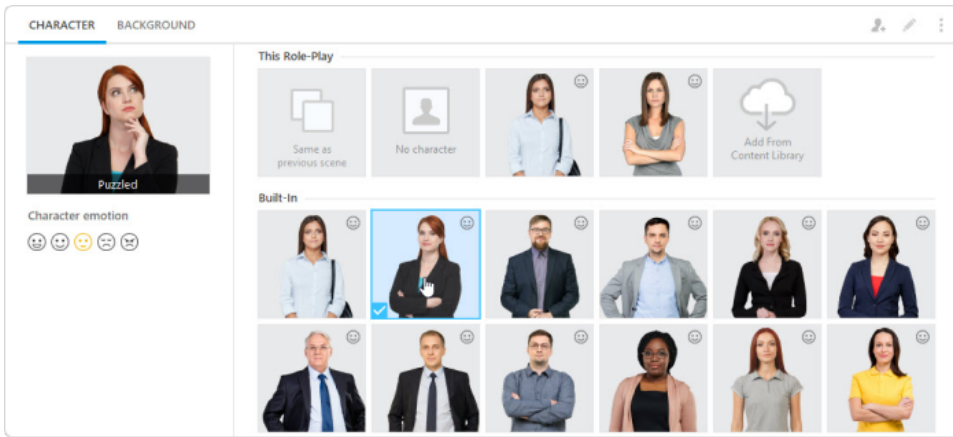 CHARACTER BACKGROUND
This Role-Play
Same as
previous scene
No character
Add From
Content Library
Puzzled
Built-In
Character emotion